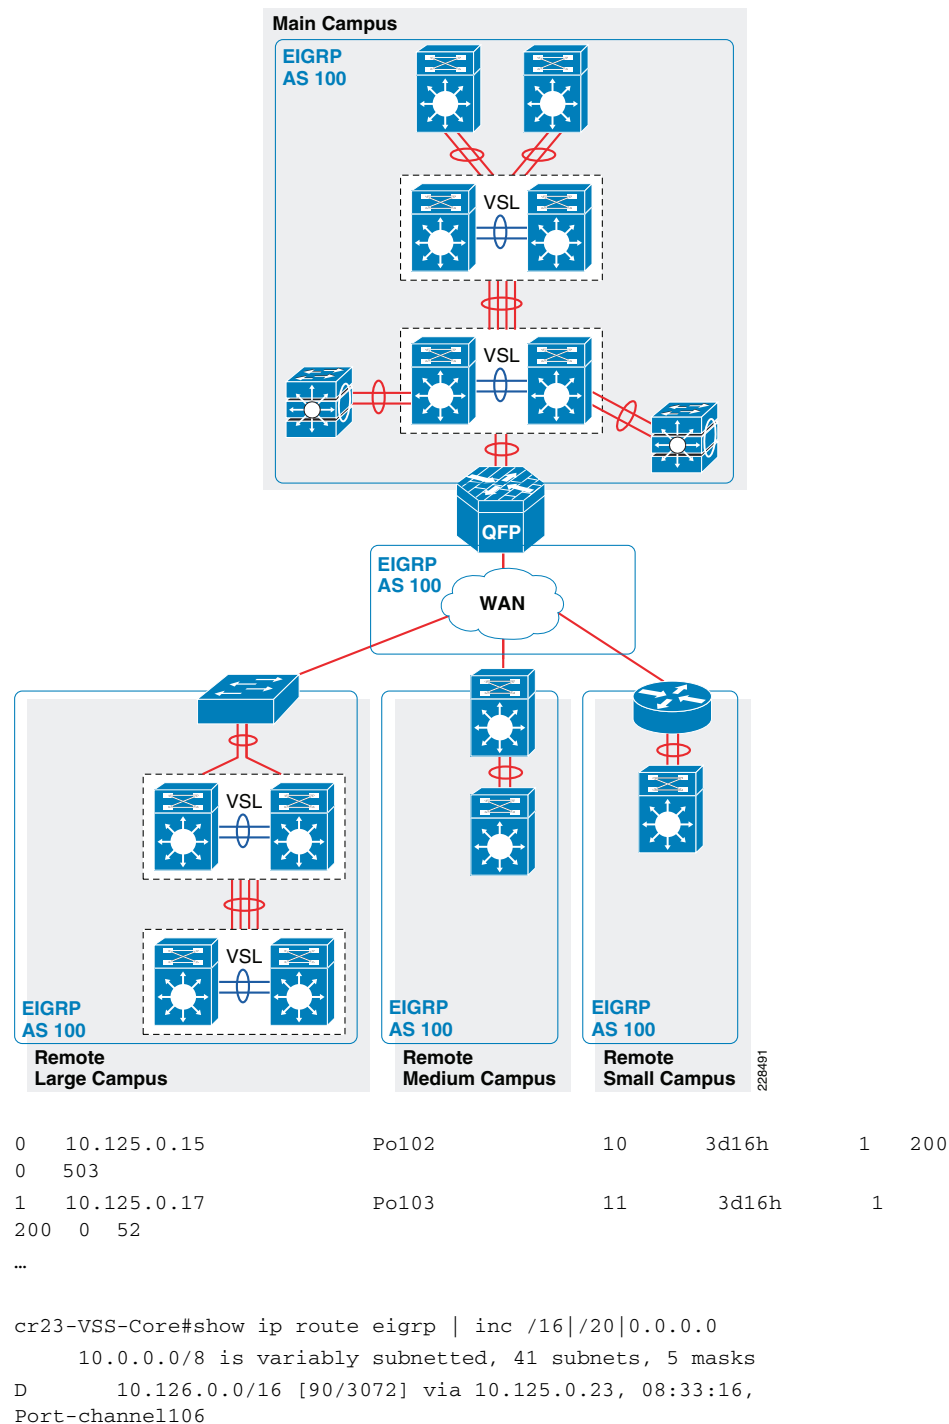 Main Campus
EIGRP
AS 100
VSL
VSL
QFP
EIGRP
AS 100
WAN
VSL
VSL
EIGRP
AS 100
EIGRP
AS 100
EIGRP
AS 100
Remote
Large Campus
Remote
Medium Campus
Remote
Small Campus
228491
0 10.125.0.15 Po102 10 3d16h 1 200
0 503
1 10.125.0.17 Po103 11 3d16h 1
200 0 52
…
cr23-VSS-Core#show ip route eigrp | inc /16|/20|0.0.0.0
10.0.0.0/8 is variably subnetted, 41 subnets, 5 masks
D 10.126.0.0/16 [90/3072] via 10.125.0.23, 08:33:16,
Port-channel106